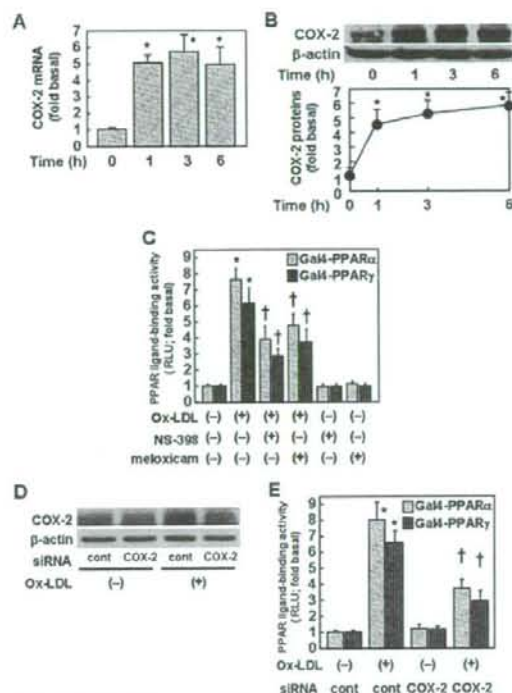 A
COX-2 mRNA
(fold basal)
7
6
5
4
3
2
1
0
* * *
Time (h) 0 1 3 6
B
COX-2
β-actin
Time (h) 0 1 3 6
COX-2 proteins
(fold basal)
7
6
5
4
3
2
1
0
* * *
Time (h) 0 1 3 6
C
PPAR ligand-binding activity
(RLU; fold basal)
Gal4-PPARα
Gal4-PPARγ
9
8
7
6
5
4
3
2
1
0
* * † † † †
Ox-LDL (–) (+) (+) (+) (–) (–)
NS-398 (–) (–) (+) (–) (+) (–)
meloxicam (–) (–) (–) (+) (–) (+)
D
COX-2
β-actin
siRNA cont COX-2 cont COX-2
Ox-LDL (–) (+)
E
PPAR ligand-binding activity
(RLU; fold basal)
Gal4-PPARα
Gal4-PPARγ
9
8
7
6
5
4
3
2
1
0
* * † †
Ox-LDL (–) (+) (–) (+)
siRNA cont cont COX-2 COX-2